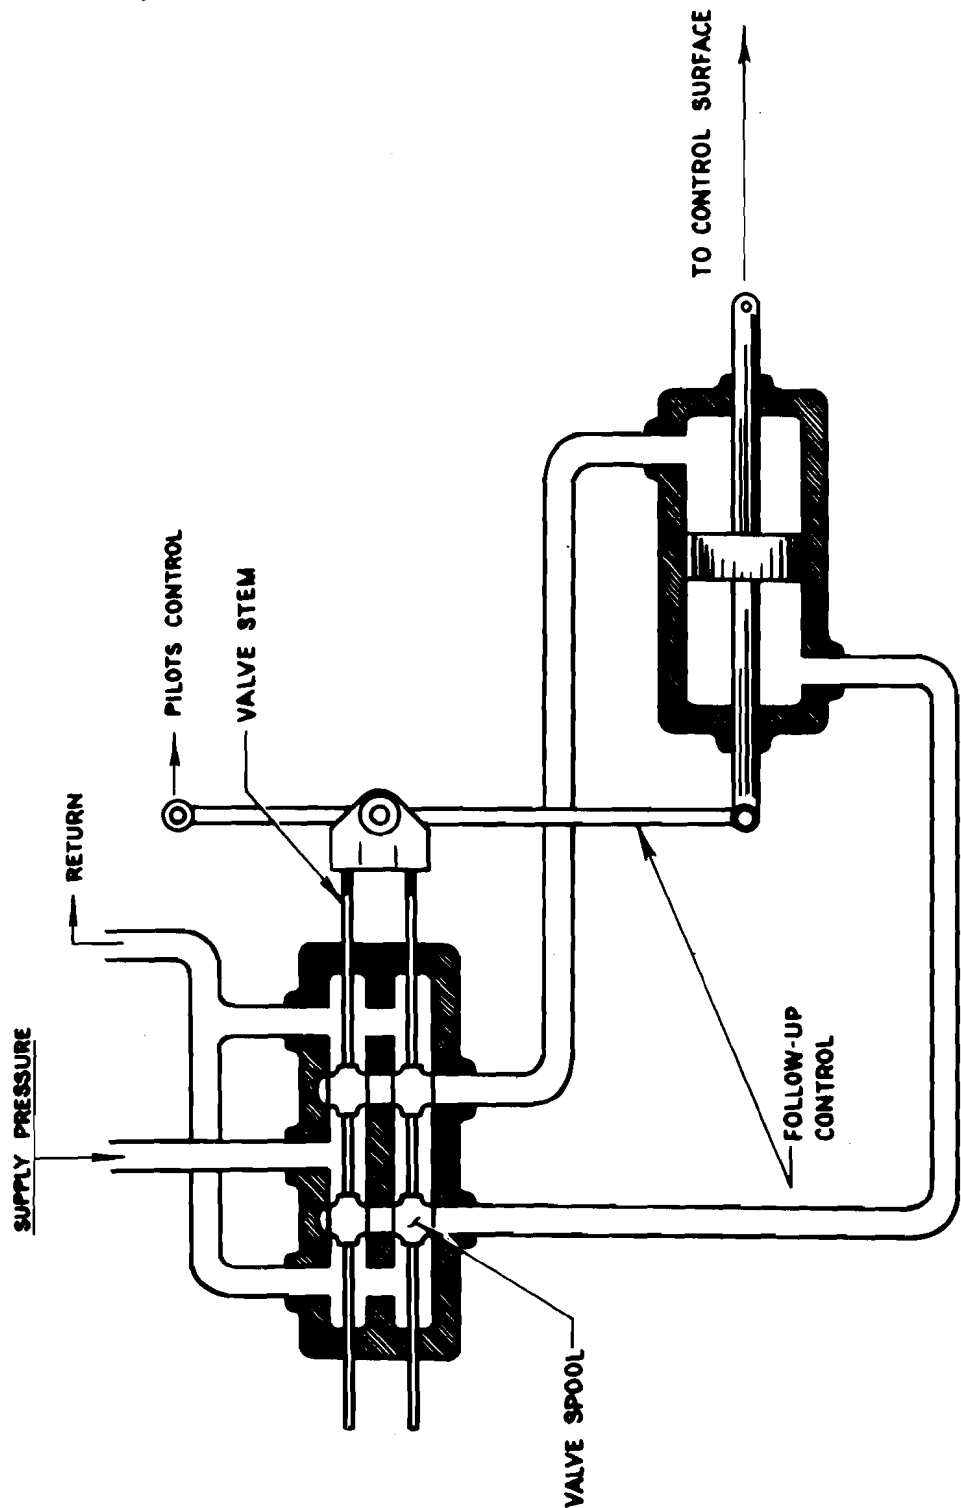 SUPPLY PRESSURE
RETURN
PILOTS CONTROL
VALVE STEM
TO CONTROL SURFACE
VALVE SPOOL
FOLLOW-UP
CONTROL